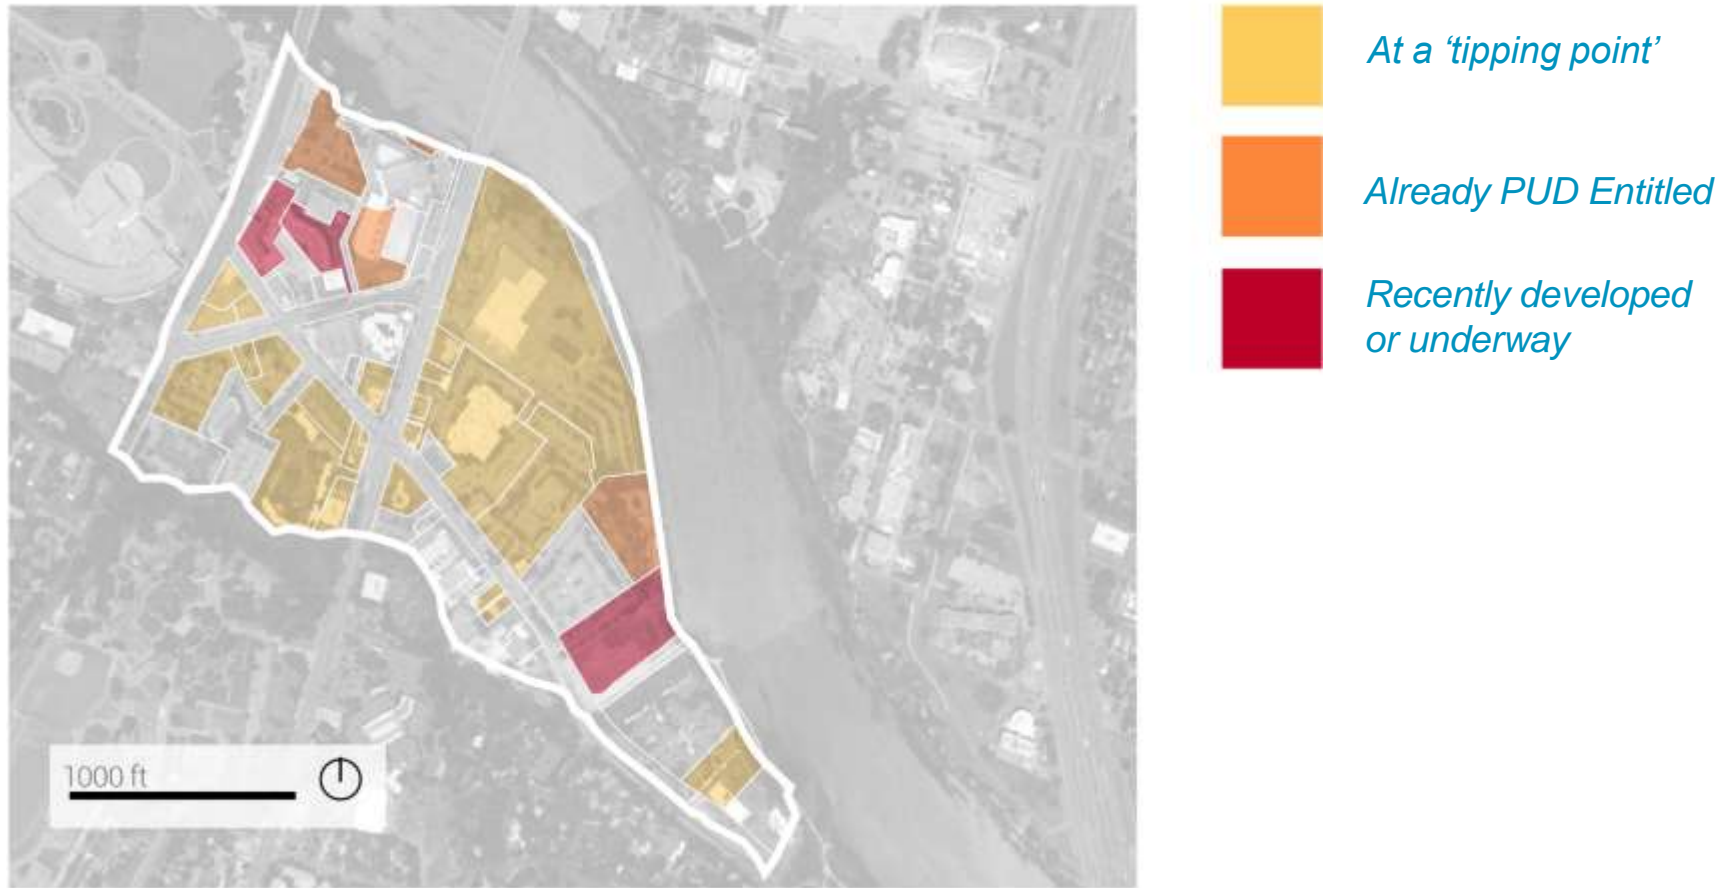 At a ‘tipping point’
Already PUD Entitled
Recently developed
or underway
1000 ft